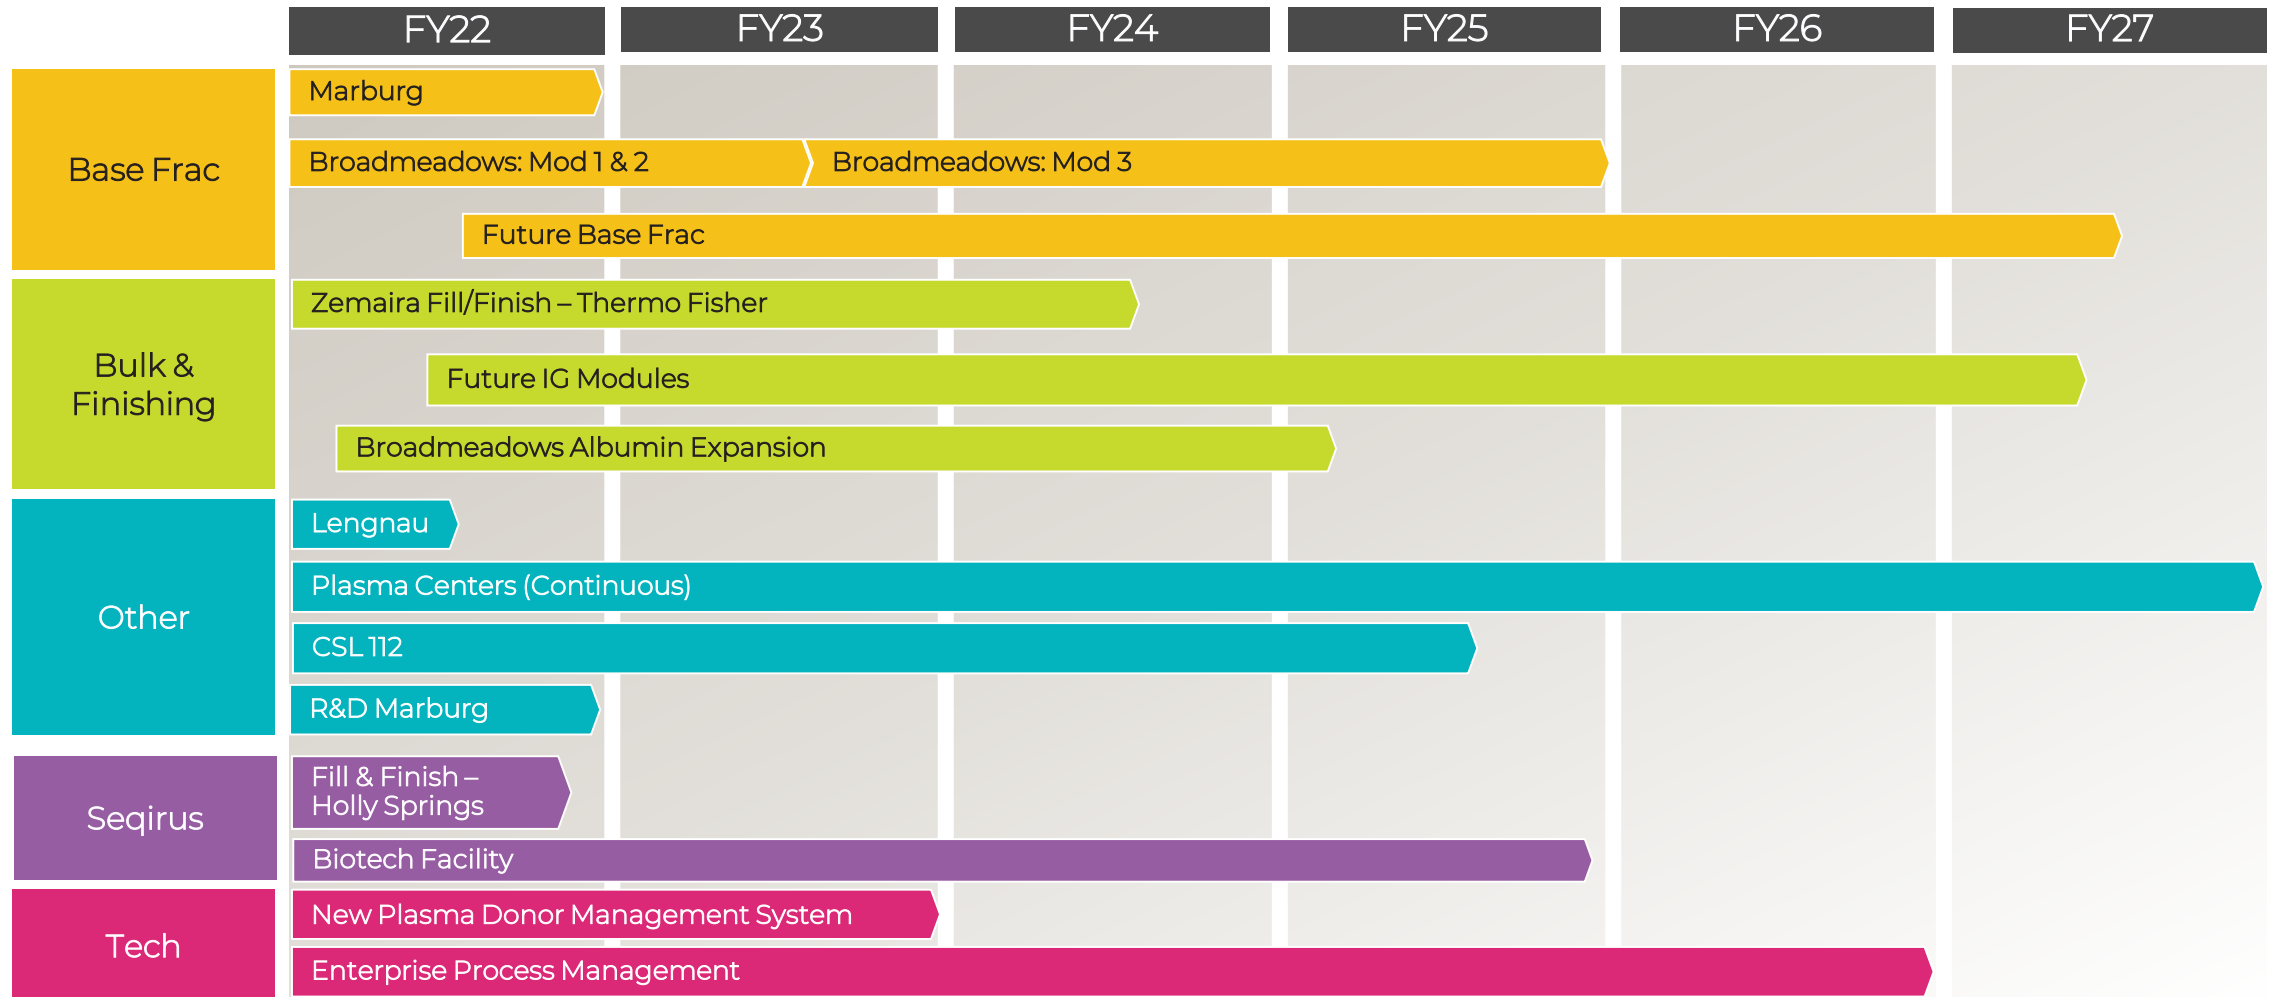 FY22 FY23 FY24 FY25 FY26 FY27
Base Frac
Marburg
Broadmeadows: Mod 1 & 2
Broadmeadows: Mod 3
Future Base Frac
Bulk &
Finishing
Zemaira Fill/Finish – Thermo Fisher
Future IG Modules
Broadmeadows Albumin Expansion
Other
Lengnau
Plasma Centers (Continuous)
CSL 112
R&D Marburg
Seqirus
Fill & Finish –
Holly Springs
Biotech Facility
Tech
New Plasma Donor Management System
Enterprise Process Management